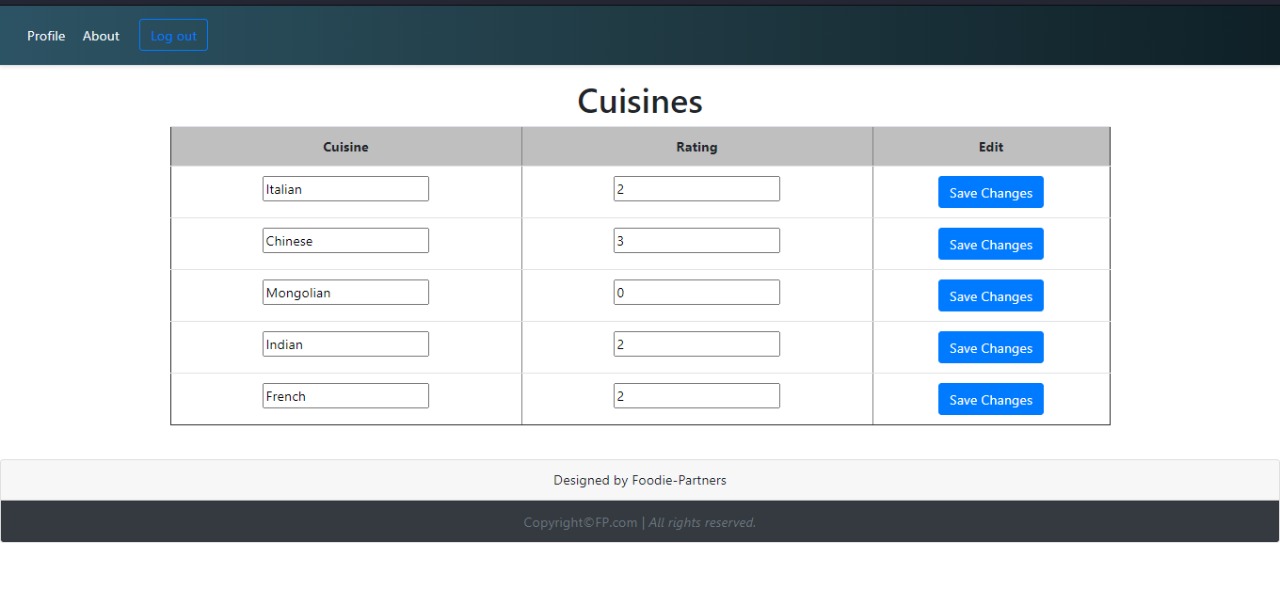 Profile About Log out
Cuisines
Cuisine Rating Edit
Italian 2 Save Changes
Chinese 3 Save Changes
Mongolian 0 Save Changes
Indian 2 Save Changes
French 2 Save Changes
Designed by Foodie-Partners
Copyright©FP.com | All rights reserved.